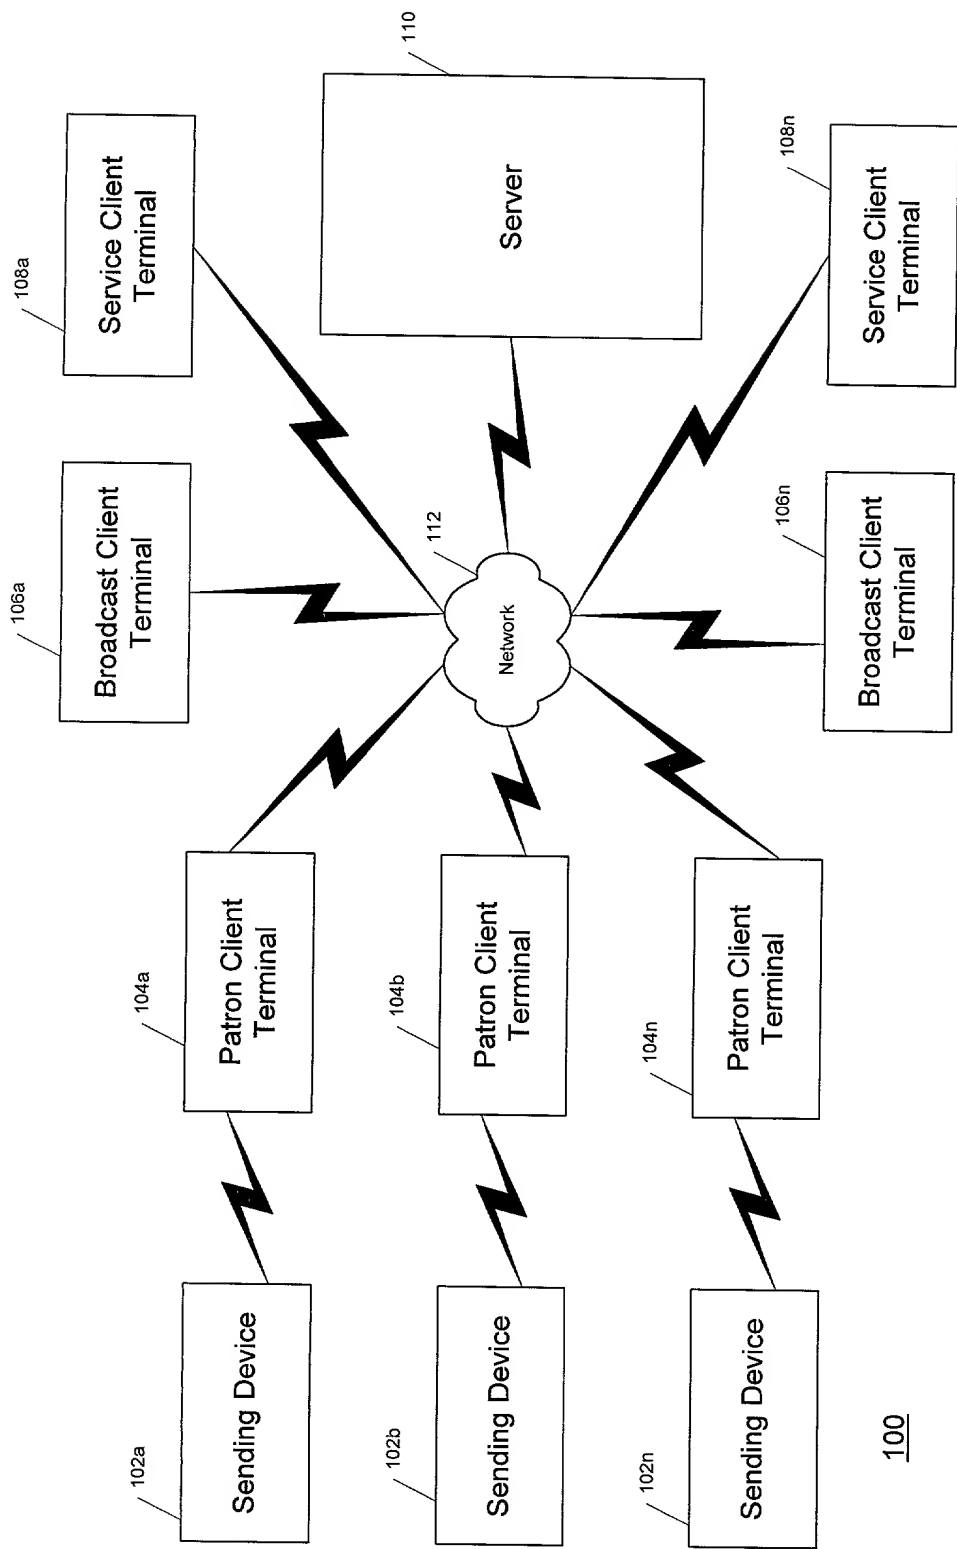 108a
Service Client
Terminal
106a
Broadcast Client
Terminal
110
Server
104a
Patron Client
Terminal
102a
Sending Device
112
Network
104b
Patron Client
Terminal
102b
Sending Device
104n
Patron Client
Terminal
102n
Sending Device
106n
Broadcast Client
Terminal
108n
Service Client
Terminal
100